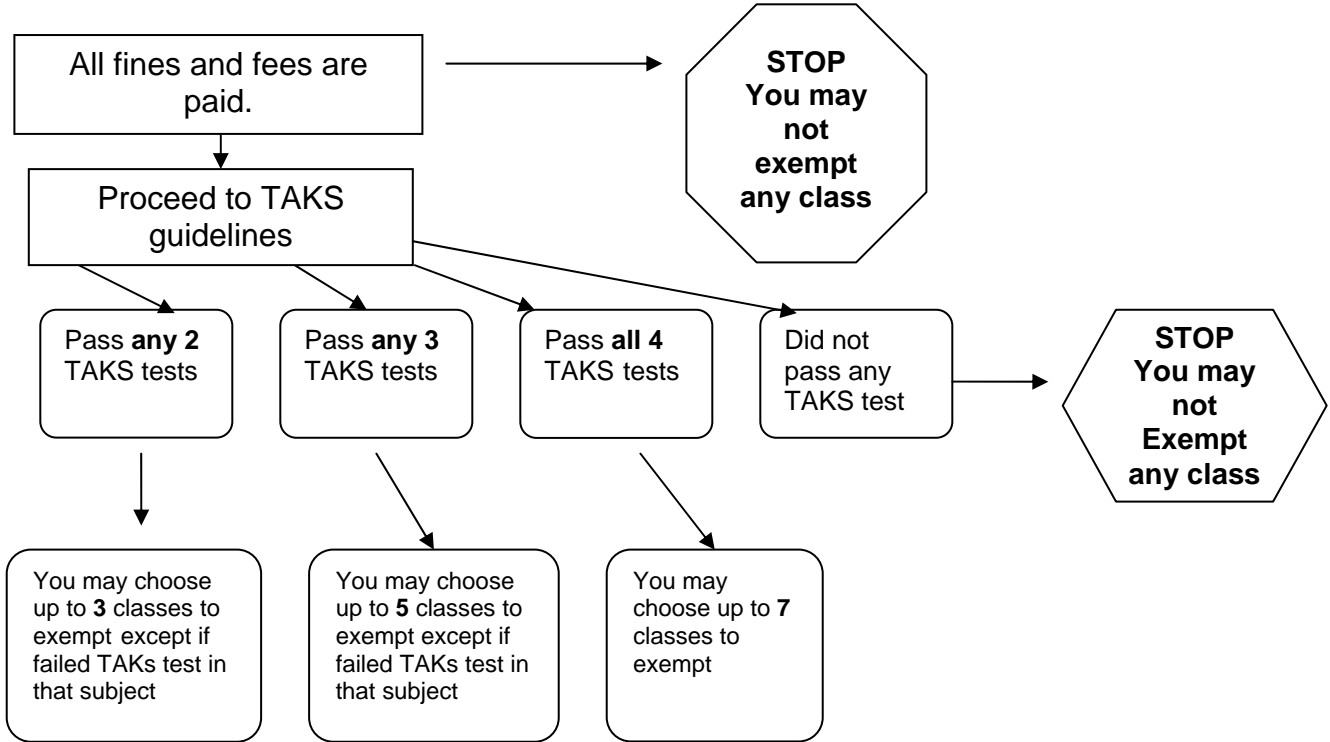 All fines and fees are
paid.
STOP
You may
not
exempt
any class
Proceed to TAKS
guidelines
Pass any 2
TAKS tests
Pass any 3
TAKS tests
Pass all 4
TAKS tests
Did not
pass any
TAKS test
STOP
You may
not
Exempt
any class
You may choose
up to 3 classes to
exempt except if
failed TAKs test in
that subject
You may choose
up to 5 classes to
exempt except if
failed TAKs test in
that subject
You may
choose up to 7
classes to
exempt